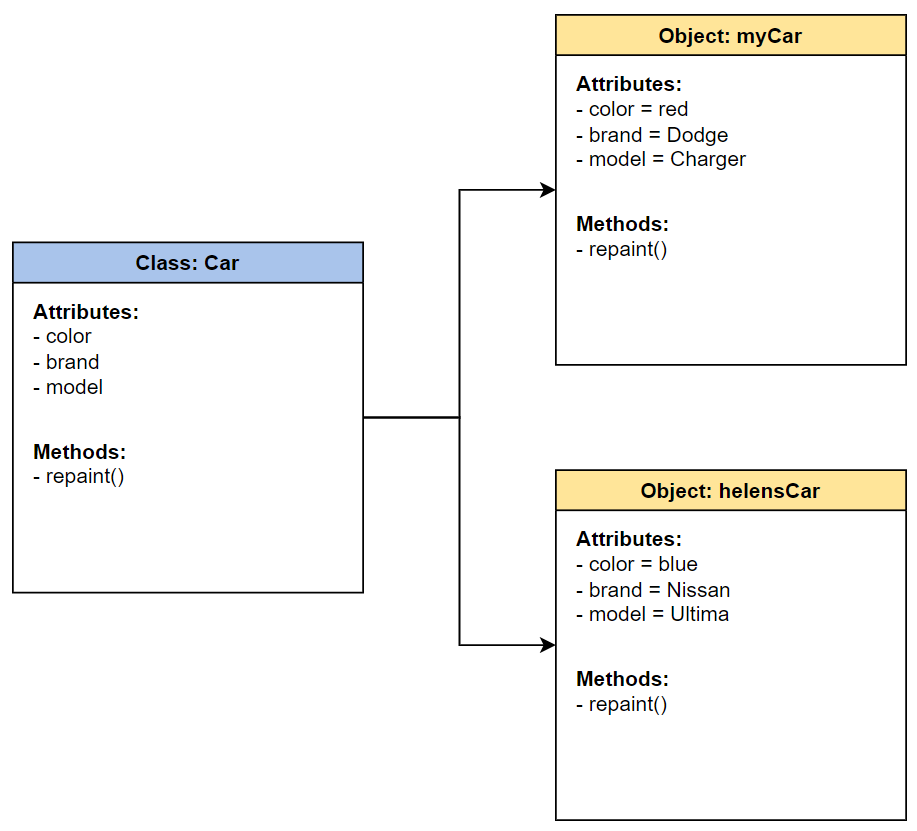 Class: Car
Attributes:
- color
- brand
- model
Methods:
- repaint()
Object: myCar
Attributes:
- color = red
- brand = Dodge
- model = Charger
Methods:
- repaint()
Object: helensCar
Attributes:
- color = blue
- brand = Nissan
- model = Ultima
Methods:
- repaint()